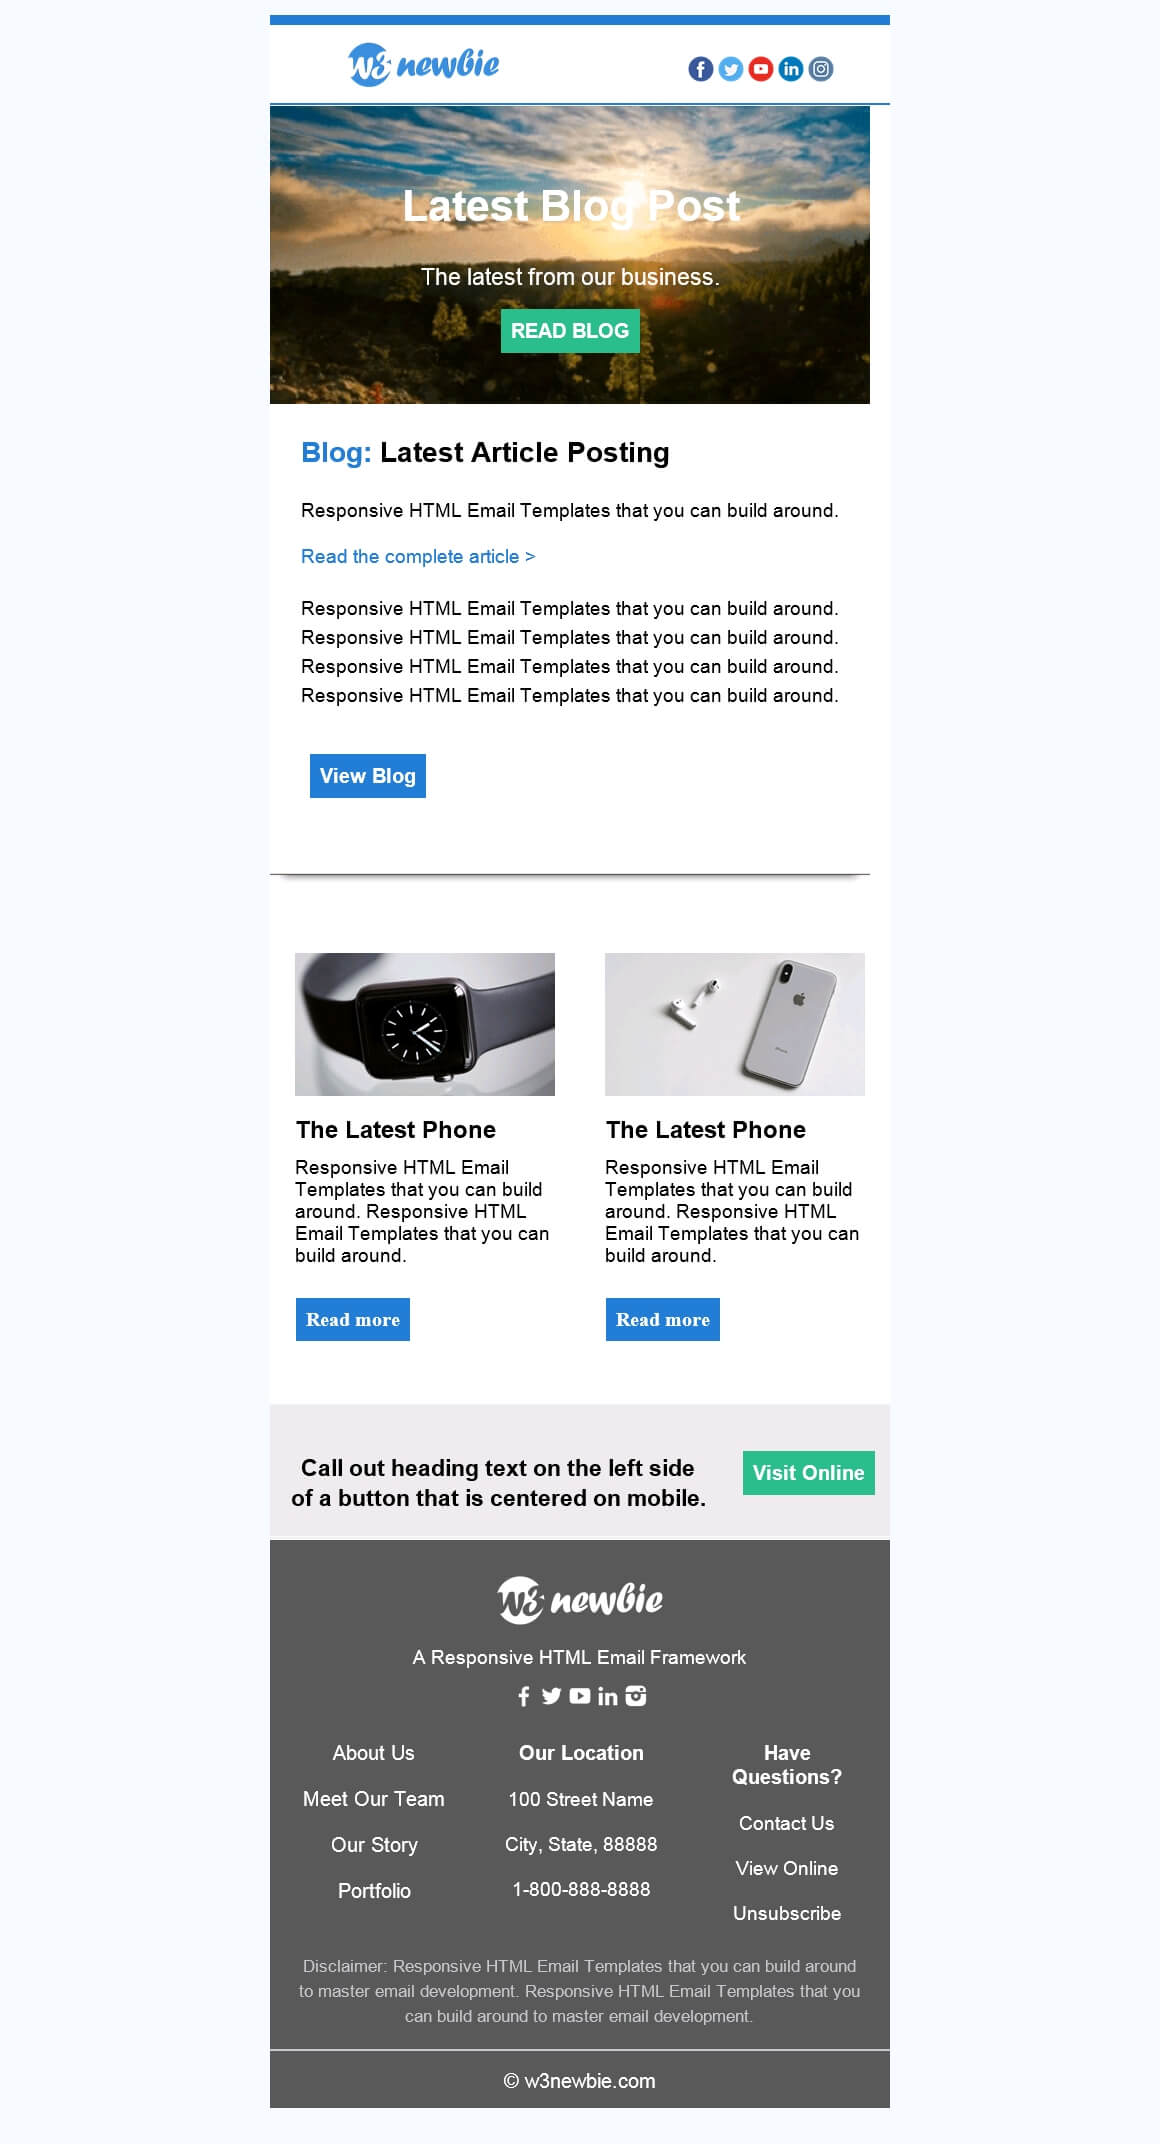 W3 newbie
Latest Blog Post
The latest from our business.
READ BLOG
Blog: Latest Article Posting
Responsive HTML Email Templates that you can build around.
Read the complete article >
Responsive HTML Email Templates that you can build around.
Responsive HTML Email Templates that you can build around.
Responsive HTML Email Templates that you can build around.
Responsive HTML Email Templates that you can build around.
View Blog
The Latest Phone
Responsive HTML Email
Templates that you can build
around. Responsive HTML
Email Templates that you can
build around.
Read more
The Latest Phone
Responsive HTML Email
Templates that you can build
around. Responsive HTML
Email Templates that you can
build around.
Read more
Call out heading text on the left side
of a button that is centered on mobile.
Visit Online
W3 newbie
A Responsive HTML Email Framework
About Us
Meet Our Team
Our Story
Portfolio
Our Location
100 Street Name
City, State, 88888
1-800-888-8888
Have
Questions?
Contact Us
View Online
Unsubscribe
Disclaimer: Responsive HTML Email Templates that you can build around
to master email development. Responsive HTML Email Templates that you
can build around to master email development.
© w3newbie.com